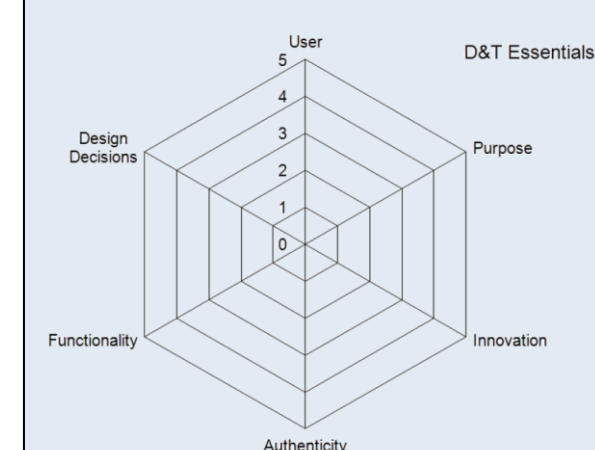 User
D&T Essentials
5
4
3
2
1
0
Design
Decisions
Purpose
Functionality
Innovation
Authenticity